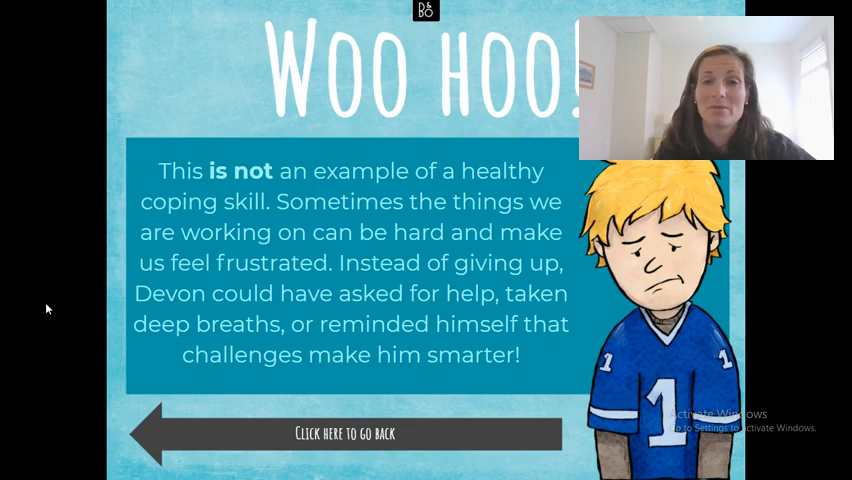 B&O
WOO HOO!
This is not an example of a healthy
coping skill. Sometimes the things we
are working on can be hard and make
us feel frustrated. Instead of giving up,
Devon could have asked for help, taken
deep breaths, or reminded himself that
challenges make him smarter!
1 1
1
CLICK HERE TO GO BACK
Activate Windows
Go to Settings to activate Windows.